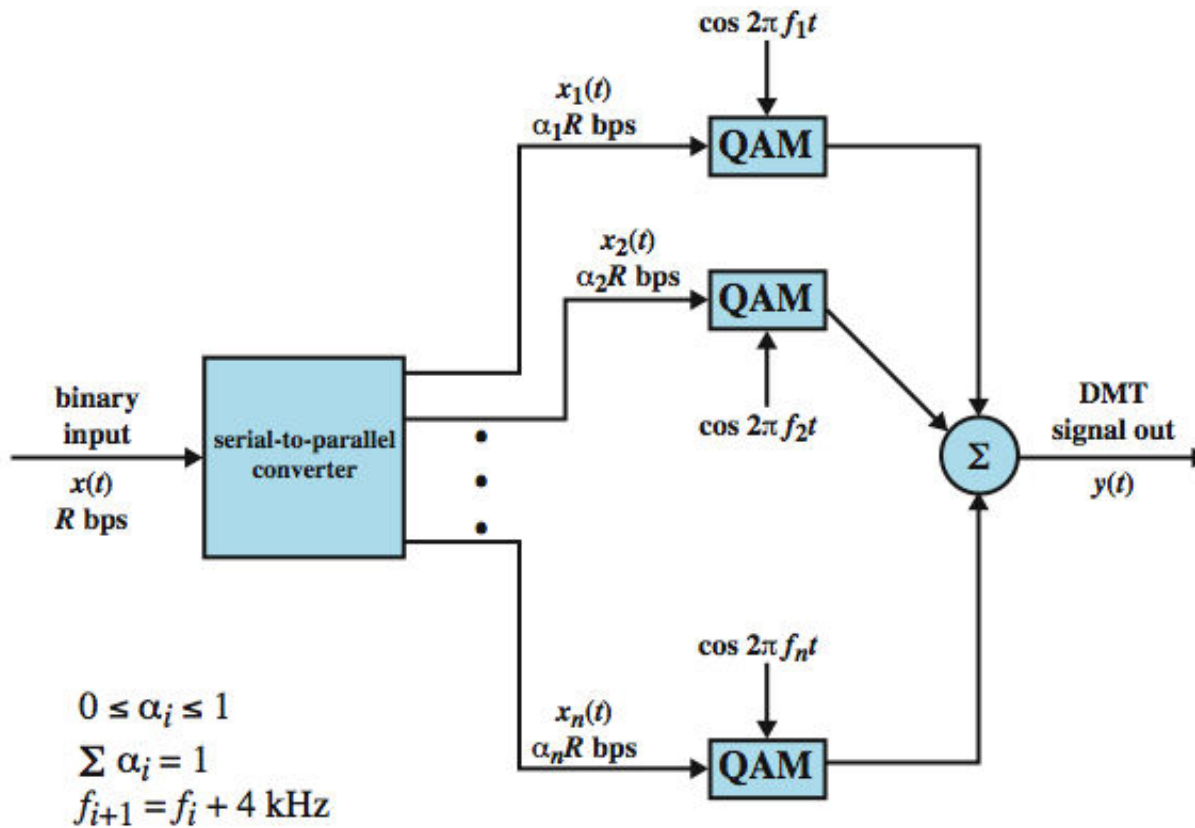 cos 2π f₁t
x₁(t)
α₁R bps
QAM
x₂(t)
α₂R bps
QAM
cos 2π f₂t
binary
input
x(t)
R bps
serial-to-parallel
converter
Σ
DMT
signal out
y(t)
cos 2π fₙt
xₙ(t)
αₙR bps
QAM
0 ≤ αᵢ ≤ 1
Σ αᵢ = 1
fᵢ₊₁ = fᵢ + 4 kHz